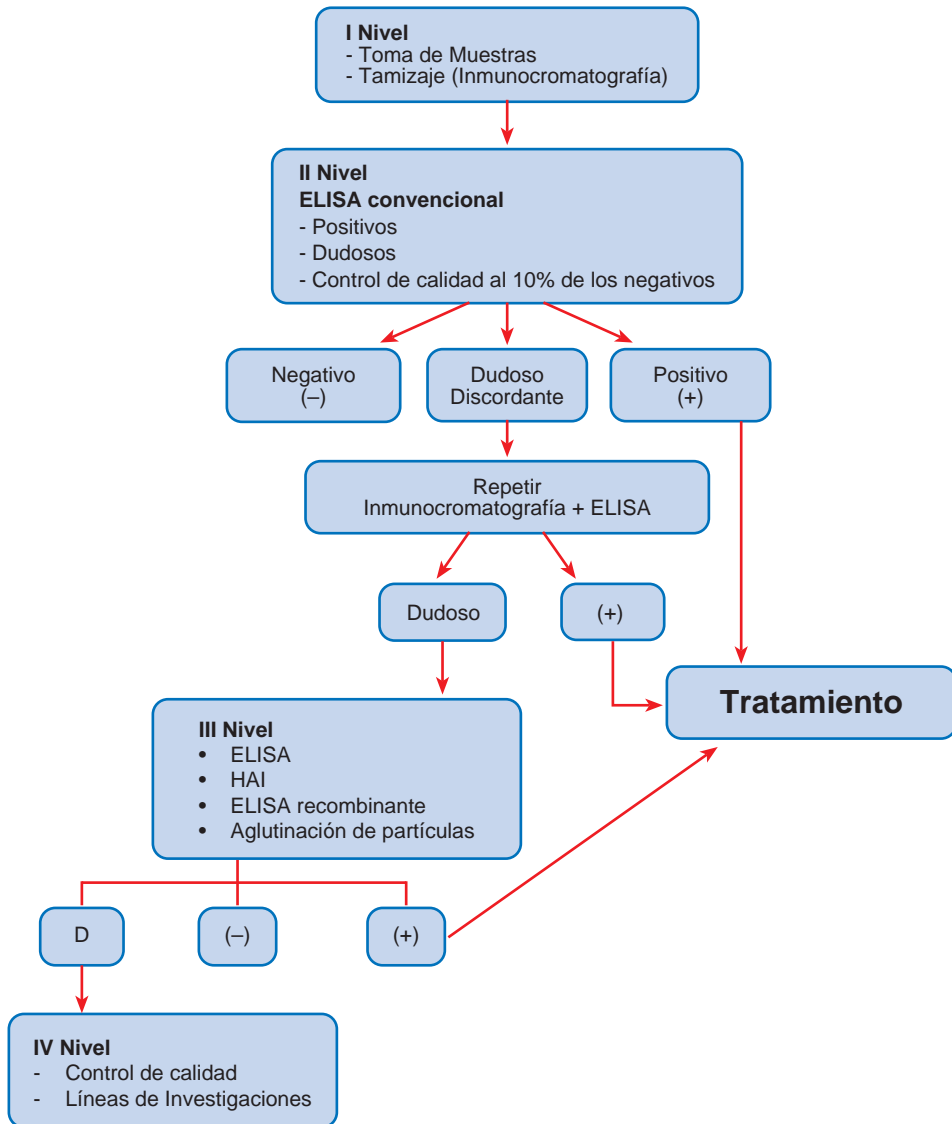 I Nivel
- Toma de Muestras
- Tamizaje (Inmunocromatografía)
II Nivel
ELISA convencional
- Positivos
- Dudosos
- Control de calidad al 10% de los negativos
Negativo
(–)
Dudoso
Discordante
Positivo
(+)
Repetir
Inmunocromatografía + ELISA
Dudoso
(+)
Tratamiento
III Nivel
• ELISA
• HAI
• ELISA recombinante
• Aglutinación de partículas
D
(–)
(+)
IV Nivel
- Control de calidad
- Líneas de Investigaciones